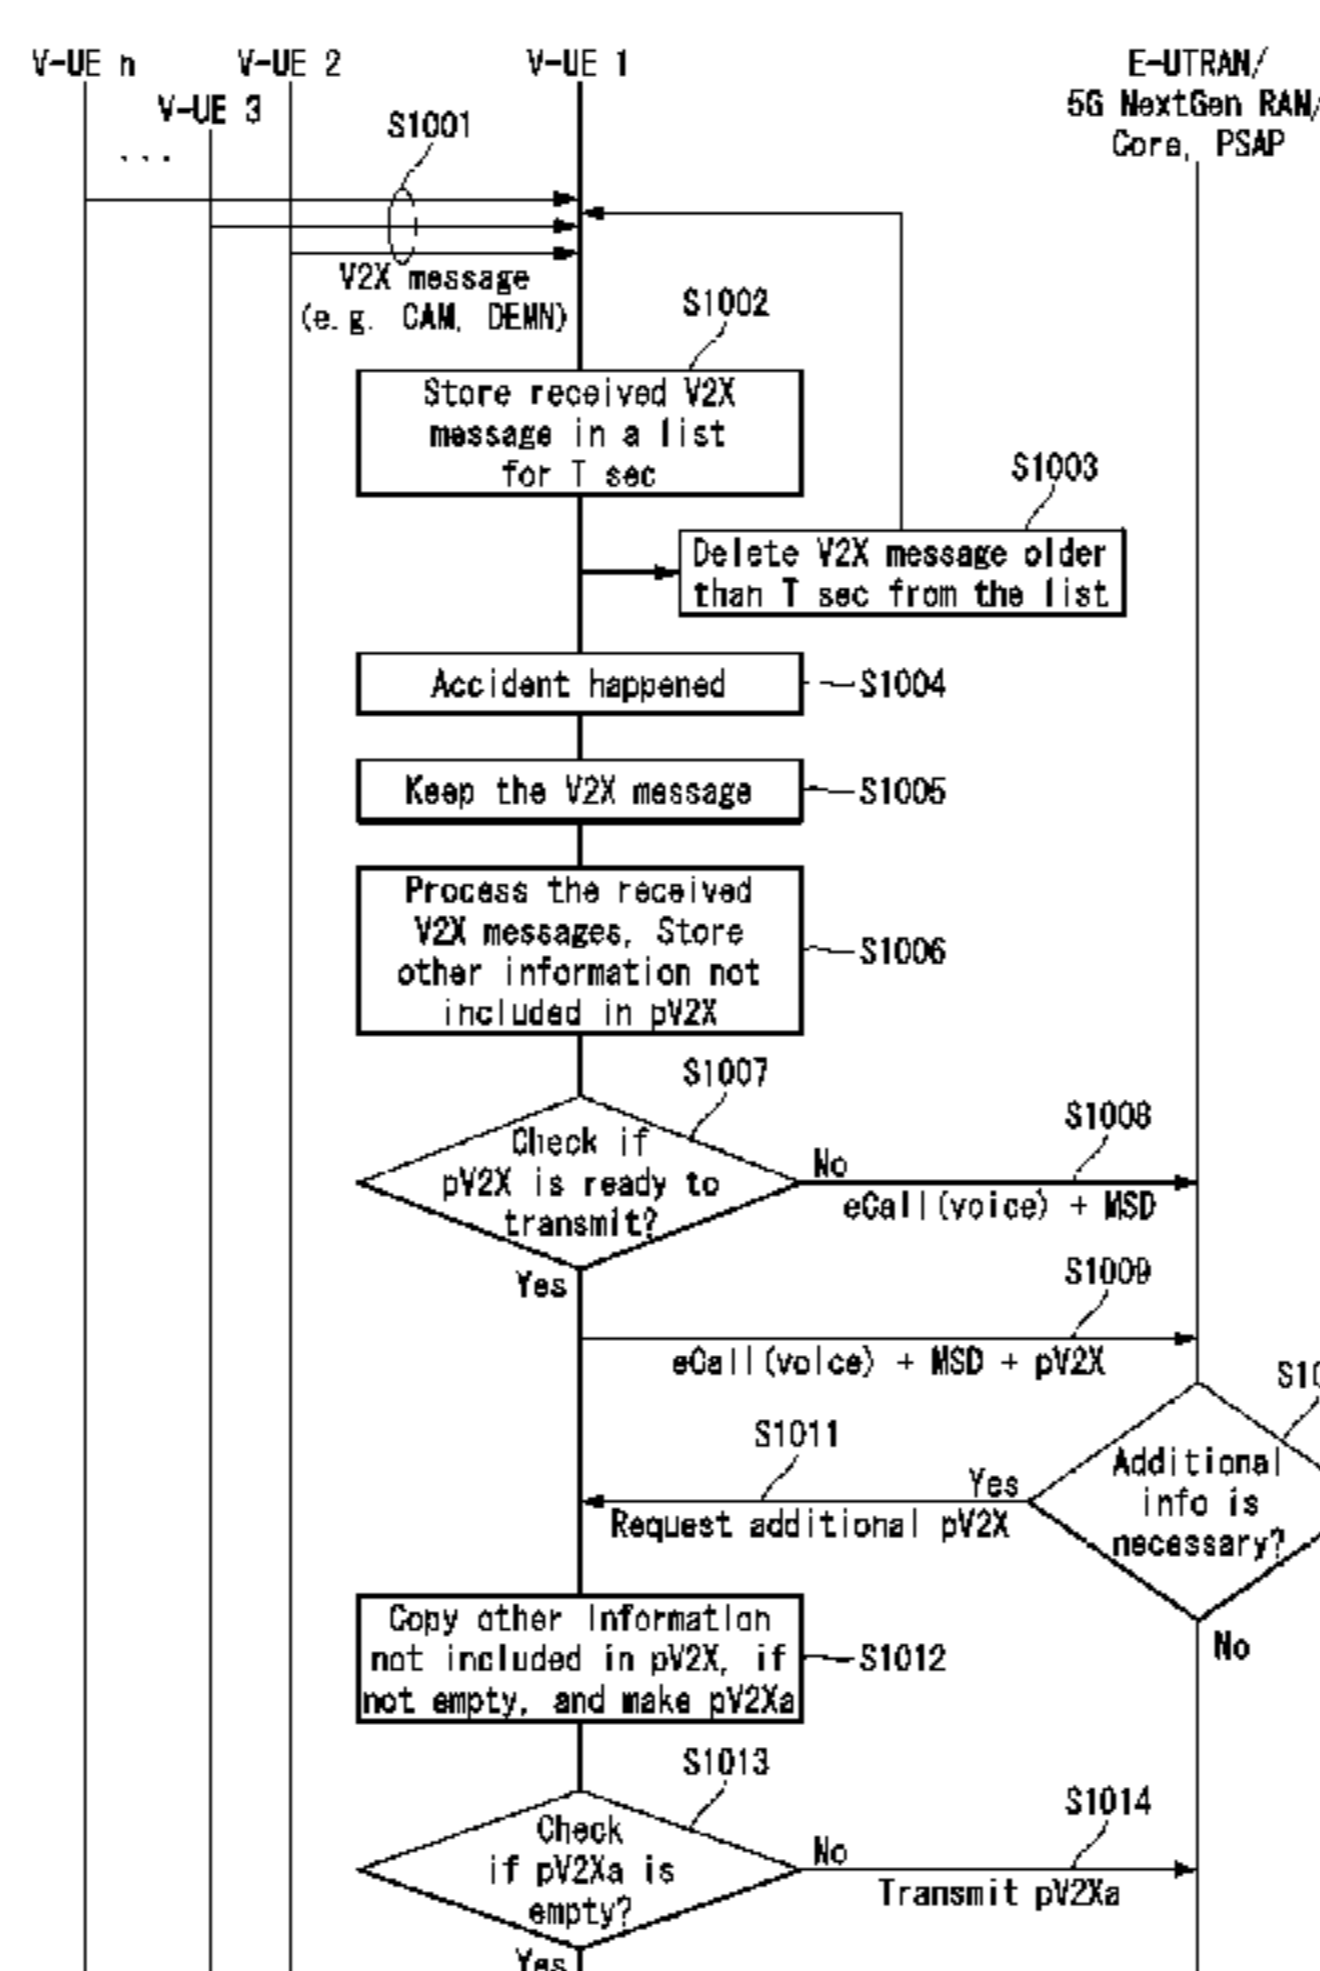 V-UE n
V-UE 2
V-UE 1
E-UTRAN/
V-UE 3
5G NextGen RAN/
Core, PSAP
...
S1001
V2X message
(e.g. CAM, DEMN)
S1002
Store received V2X
message in a list
for T sec
S1003
Delete V2X message older
than T sec from the list
Accident happened
S1004
Keep the V2X message
S1005
Process the received
V2X messages, Store
other information not
included in pV2X
S1006
S1007
Check if
pV2X is ready to
transmit?
No
S1008
eCall(voice) + MSD
Yes
S1009
eCall(voice) + MSD + pV2X
Additional
info is
necessary?
S1011
Yes
Request additional pV2X
No
Copy other information
not included in pV2X, if
not empty, and make pV2Xa
S1012
S1013
Check
if pV2Xa is
empty?
No
S1014
Transmit pV2Xa
Yes